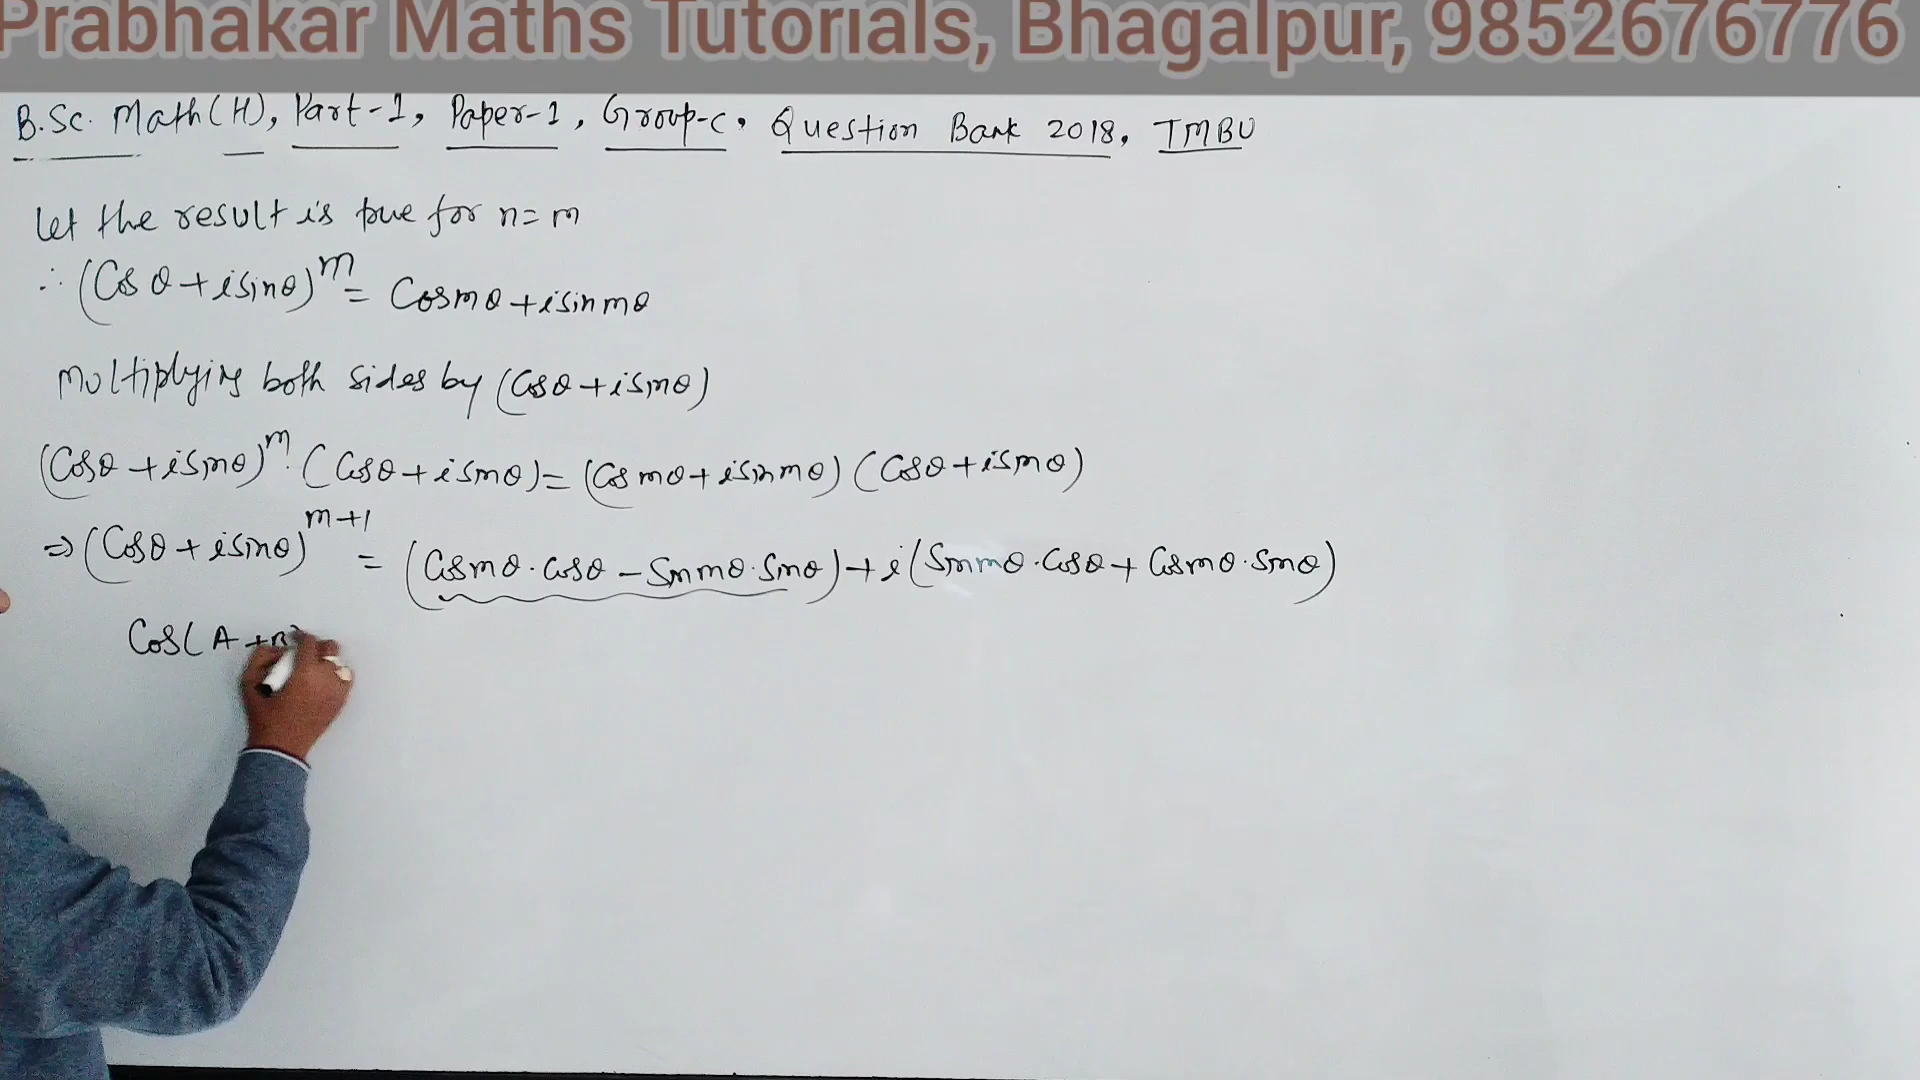 Prabhakar Maths Tutorials, Bhagalpur, 9852676776
B.Sc. Math(H), Part-1, Paper-1, Group-C, Question Bank 2018, TMBU
Let the result is true for n=m
∴ (Cosθ+isinθ)^m = Cosmθ+isinmθ
Multiplying both sides by (Cosθ+isinθ)
(Cosθ+isinθ)^m · (Cosθ+isinθ) = (Cosmθ+isinmθ) (Cosθ+isinθ)
⇒ (Cosθ+isinθ)^m+1 = (Cosmθ·Cosθ – Sinmθ·Sinθ) + i(Sinmθ·Cosθ + Cosmθ·Sinθ)
Cos(A+B)